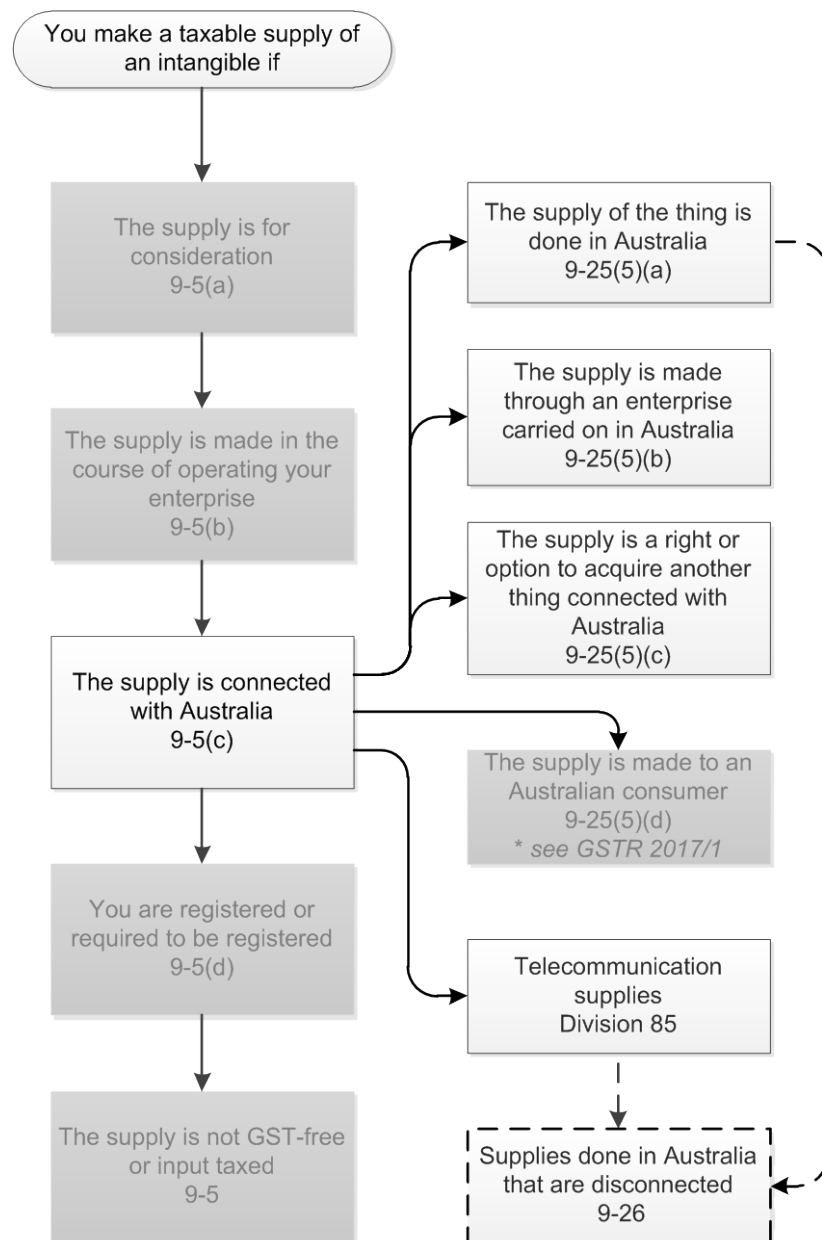 You make a taxable supply of
an intangible if
The supply is for
consideration
9-5(a)
The supply is made in the
course of operating your
enterprise
9-5(b)
The supply is connected
with Australia
9-5(c)
You are registered or
required to be registered
9-5(d)
The supply is not GST-free
or input taxed
9-5
The supply of the thing is
done in Australia
9-25(5)(a)
The supply is made
through an enterprise
carried on in Australia
9-25(5)(b)
The supply is a right or
option to acquire another
thing connected with
Australia
9-25(5)(c)
The supply is made to an
Australian consumer
9-25(5)(d)
* see GSTR 2017/1
Telecommunication
supplies
Division 85
Supplies done in Australia
that are disconnected
9-26